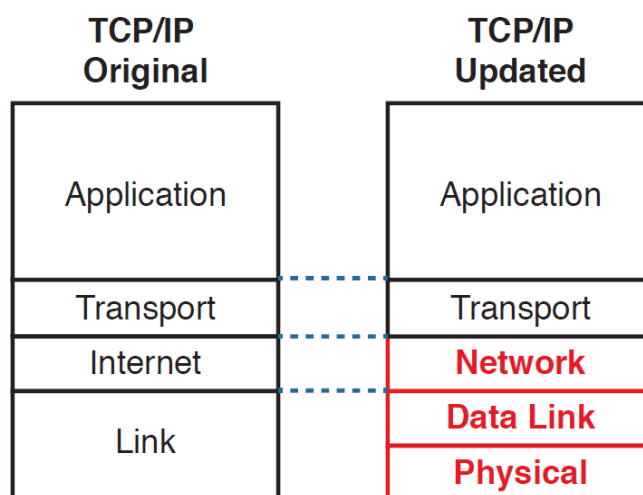 TCP/IP
Original
Application
Transport
Internet
Link
TCP/IP
Updated
Application
Transport
Network
Data Link
Physical